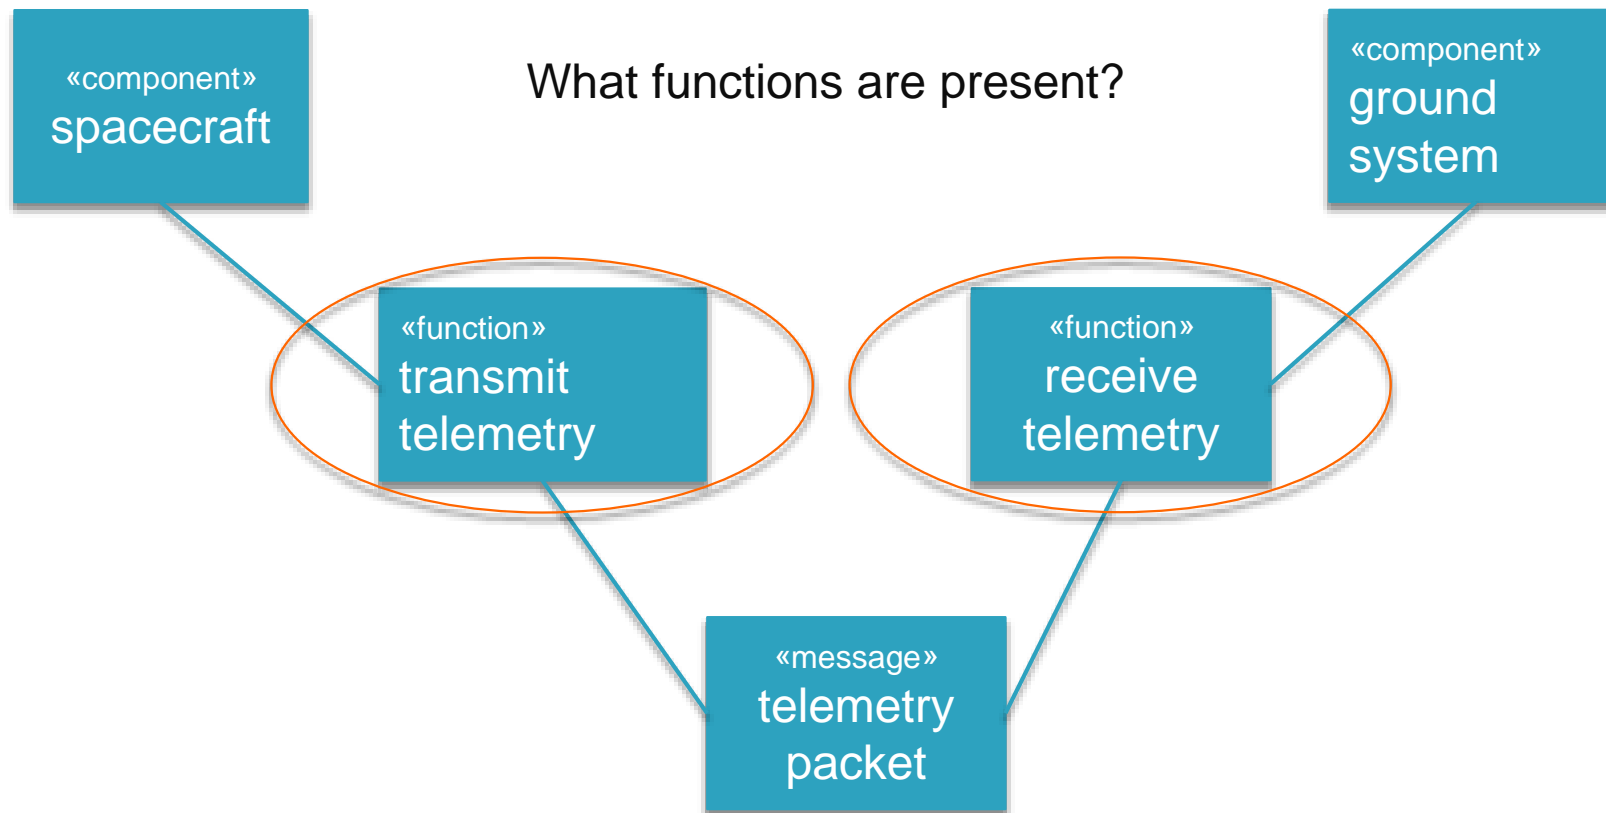 «component»
spacecraft
What functions are present?
«component»
ground
system
«function»
transmit
telemetry
«function»
receive
telemetry
«message»
telemetry
packet